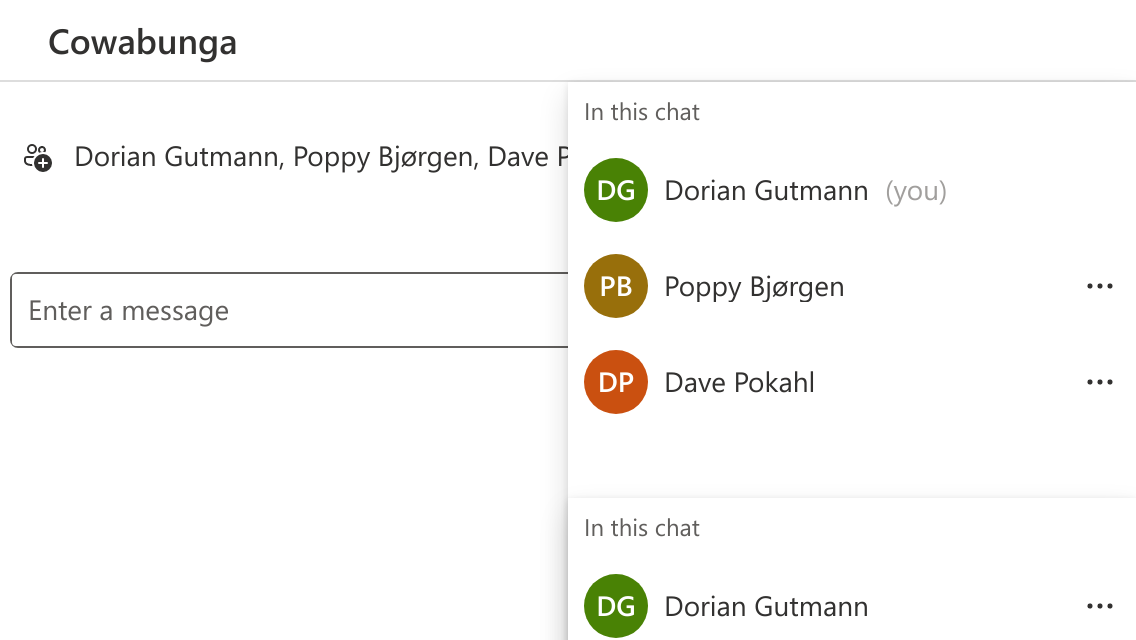 Cowabunga
Dorian Gutmann, Poppy Bjørgen, Dave P
Enter a message
In this chat
DG Dorian Gutmann (you)
PB Poppy Bjørgen
DP Dave Pokahl
In this chat
DG Dorian Gutmann